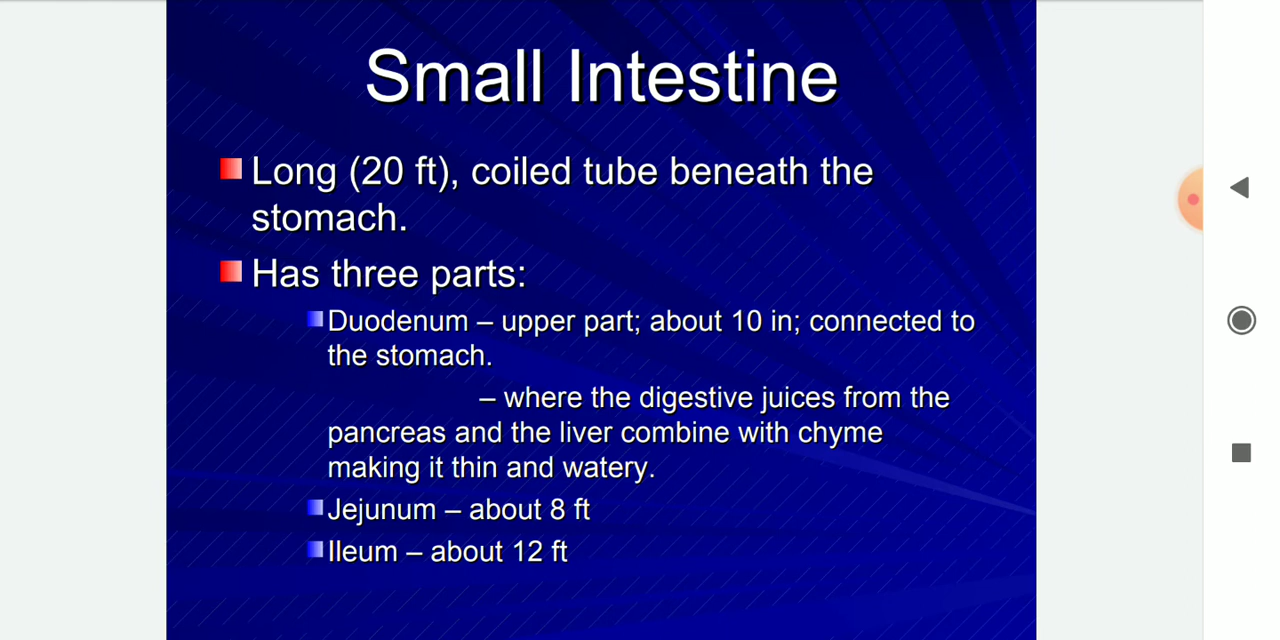 Small Intestine
Long (20 ft), coiled tube beneath the
stomach.
Has three parts:
Duodenum – upper part; about 10 in; connected to
the stomach.
– where the digestive juices from the
pancreas and the liver combine with chyme
making it thin and watery.
Jejunum – about 8 ft
Ileum – about 12 ft